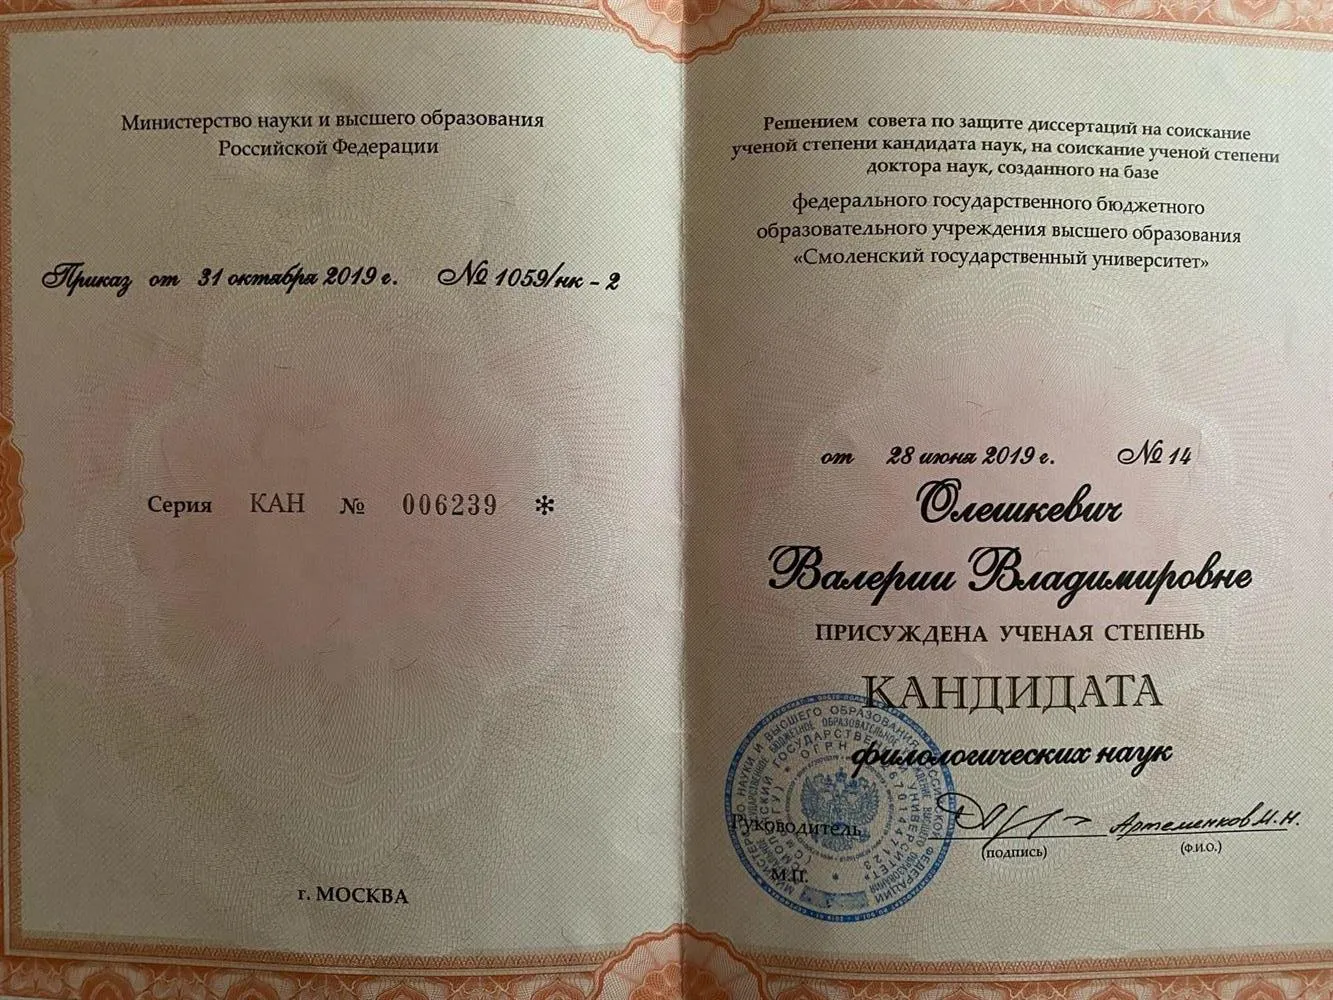 Министерство науки и высшего образования
Российской Федерации
Приказ от 31 октября 2019 г. № 1059/нк - 2
Серия КАН № 006239 *
г. МОСКВА
Решением совета по защите диссертаций на соискание
ученой степени кандидата наук, на соискание ученой степени
доктора наук, созданного на базе
федерального государственного бюджетного
образовательного учреждения высшего образования
«Смоленский государственный университет»
от 28 июня 2019 г. № 14
Олешкевич
Валерии Владимировне
ПРИСУЖДЕНА УЧЕНАЯ СТЕПЕНЬ
КАНДИДАТА
филологических наук
Руководитель
Артеменков М.Н.
(подпись) (Ф.И.О.)
М.П.